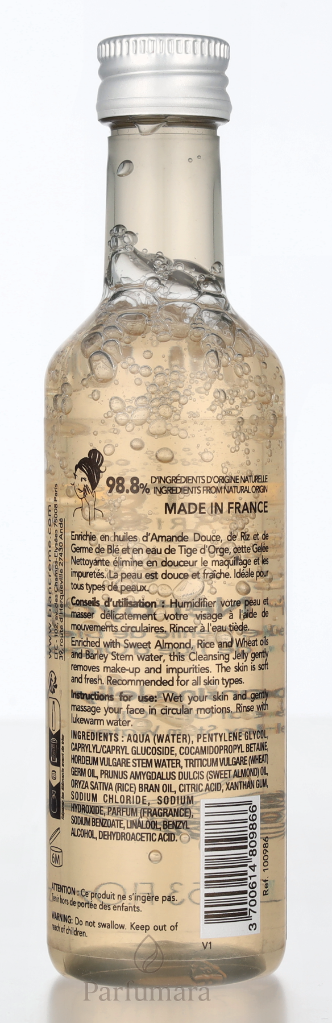 98.8% D'INGRÉDIENTS D'ORIGINE NATURELLE
INGREDIENTS FROM NATURAL ORIGIN
MADE IN FRANCE
Enrichie en huiles d'Amande Douce, de Riz et de
Germe de Blé et en eau de Tige d'Orge, cette Gelée
Nettoyante élimine en douceur le maquillage et les
impuretés. La peau est douce et fraîche. Idéale pour
tous types de peaux.
Conseils d'utilisation : Humidifier votre peau et
masser délicatement votre visage à l'aide de
mouvements circulaires. Rincer à l'eau tiède.
Enriched with Sweet Almond, Rice and Wheat oils
and Barley Stem water, this Cleansing Jelly gently
removes make-up and impurities. The skin is soft
and fresh. Recommended for all skin types.
Instructions for use: Wet your skin and gently
massage your face in circular motions. Rinse with
lukewarm water.
INGREDIENTS : AQUA (WATER), PENTYLENE GLYCOL,
CAPRYLYL/CAPRYL GLUCOSIDE, COCAMIDOPROPYL BETAINE,
HORDEUM VULGARE STEM WATER, TRITICUM VULGARE (WHEAT)
GERM OIL, PRUNUS AMYGDALUS DULCIS (SWEET ALMOND) OIL,
ORYZA SATIVA (RICE) BRAN OIL, CITRIC ACID, XANTHAN GUM,
SODIUM CHLORIDE, SODIUM
HYDROXIDE, PARFUM (FRAGRANCE),
SODIUM BENZOATE, LINALOOL, BENZYL
ALCOHOL, DEHYDROACETIC ACID.
6M
ATTENTION : Ce produit ne s'ingère pas.
Tenir hors de portée des enfants.
WARNING: Do not swallow. Keep out of
reach of children.
3 700614 809866
Ref. 100986
V1
Parfumara